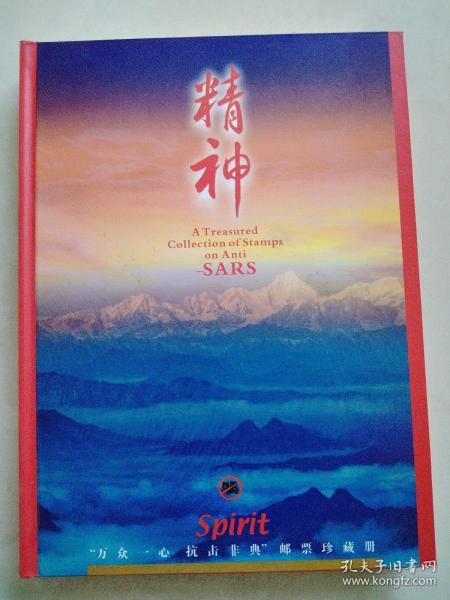 精
神
A Treasured
Collection of Stamps
on Anti
-SARS
Spirit
“万众一心 抗击非典”邮票珍藏册
孔夫子旧书网
www.kongfz.com